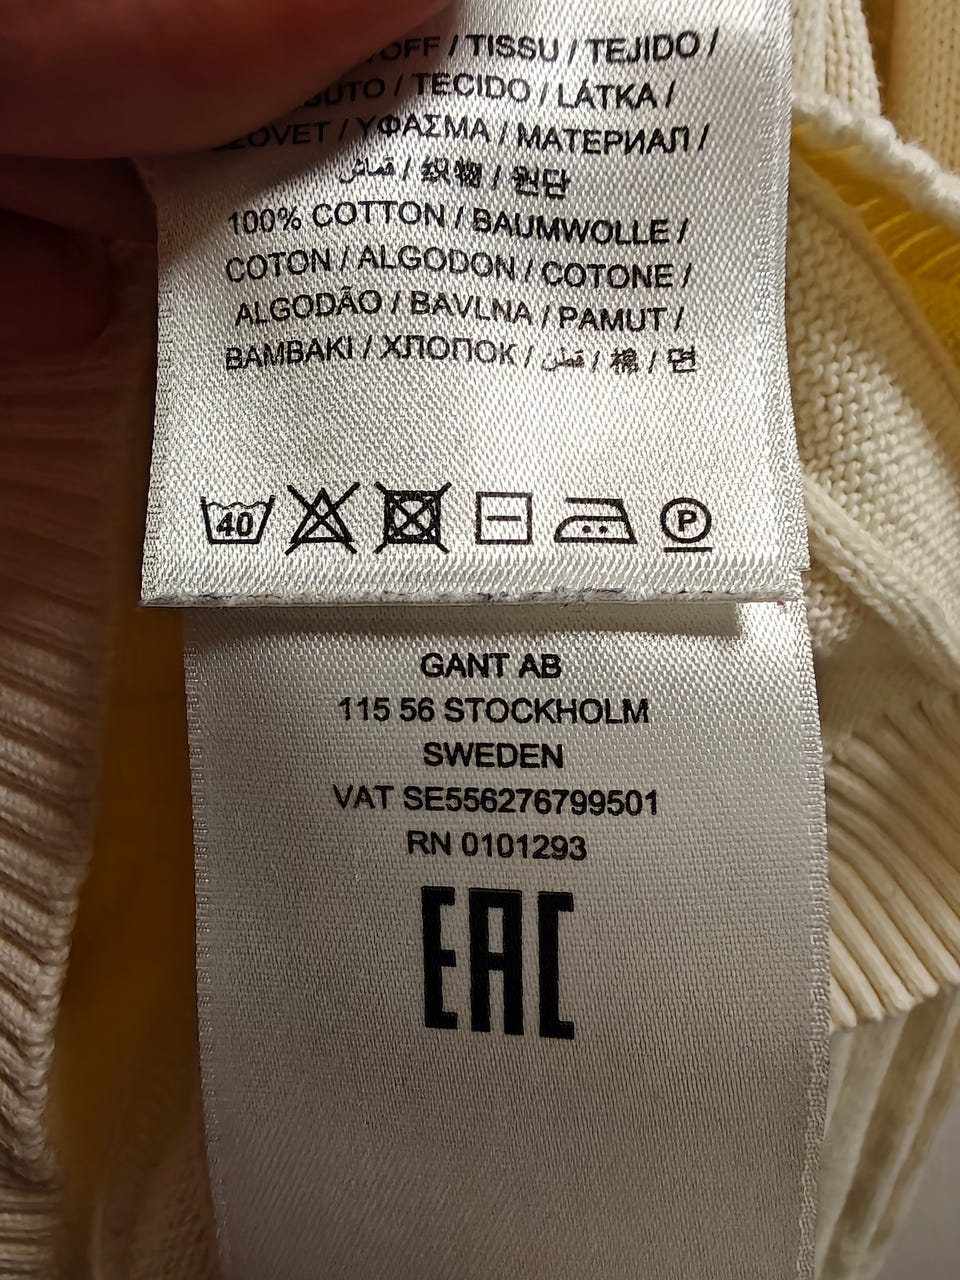 / TISSU / TEJIDO /
/ TECIDO / LÁTKA /
/ ΥΦΑΣΜΑ / МАТЕРИАЛ /
قماش / 织物 / 원단
100% COTTON / BAUMWOLLE /
COTON / ALGODON / COTONE /
ALGODÃO / BAVLNA / PAMUT /
BAMBAKI / ХЛОПОК / قطن / 棉 / 면
40
P
GANT AB
115 56 STOCKHOLM
SWEDEN
VAT SE556276799501
RN 0101293
EAC